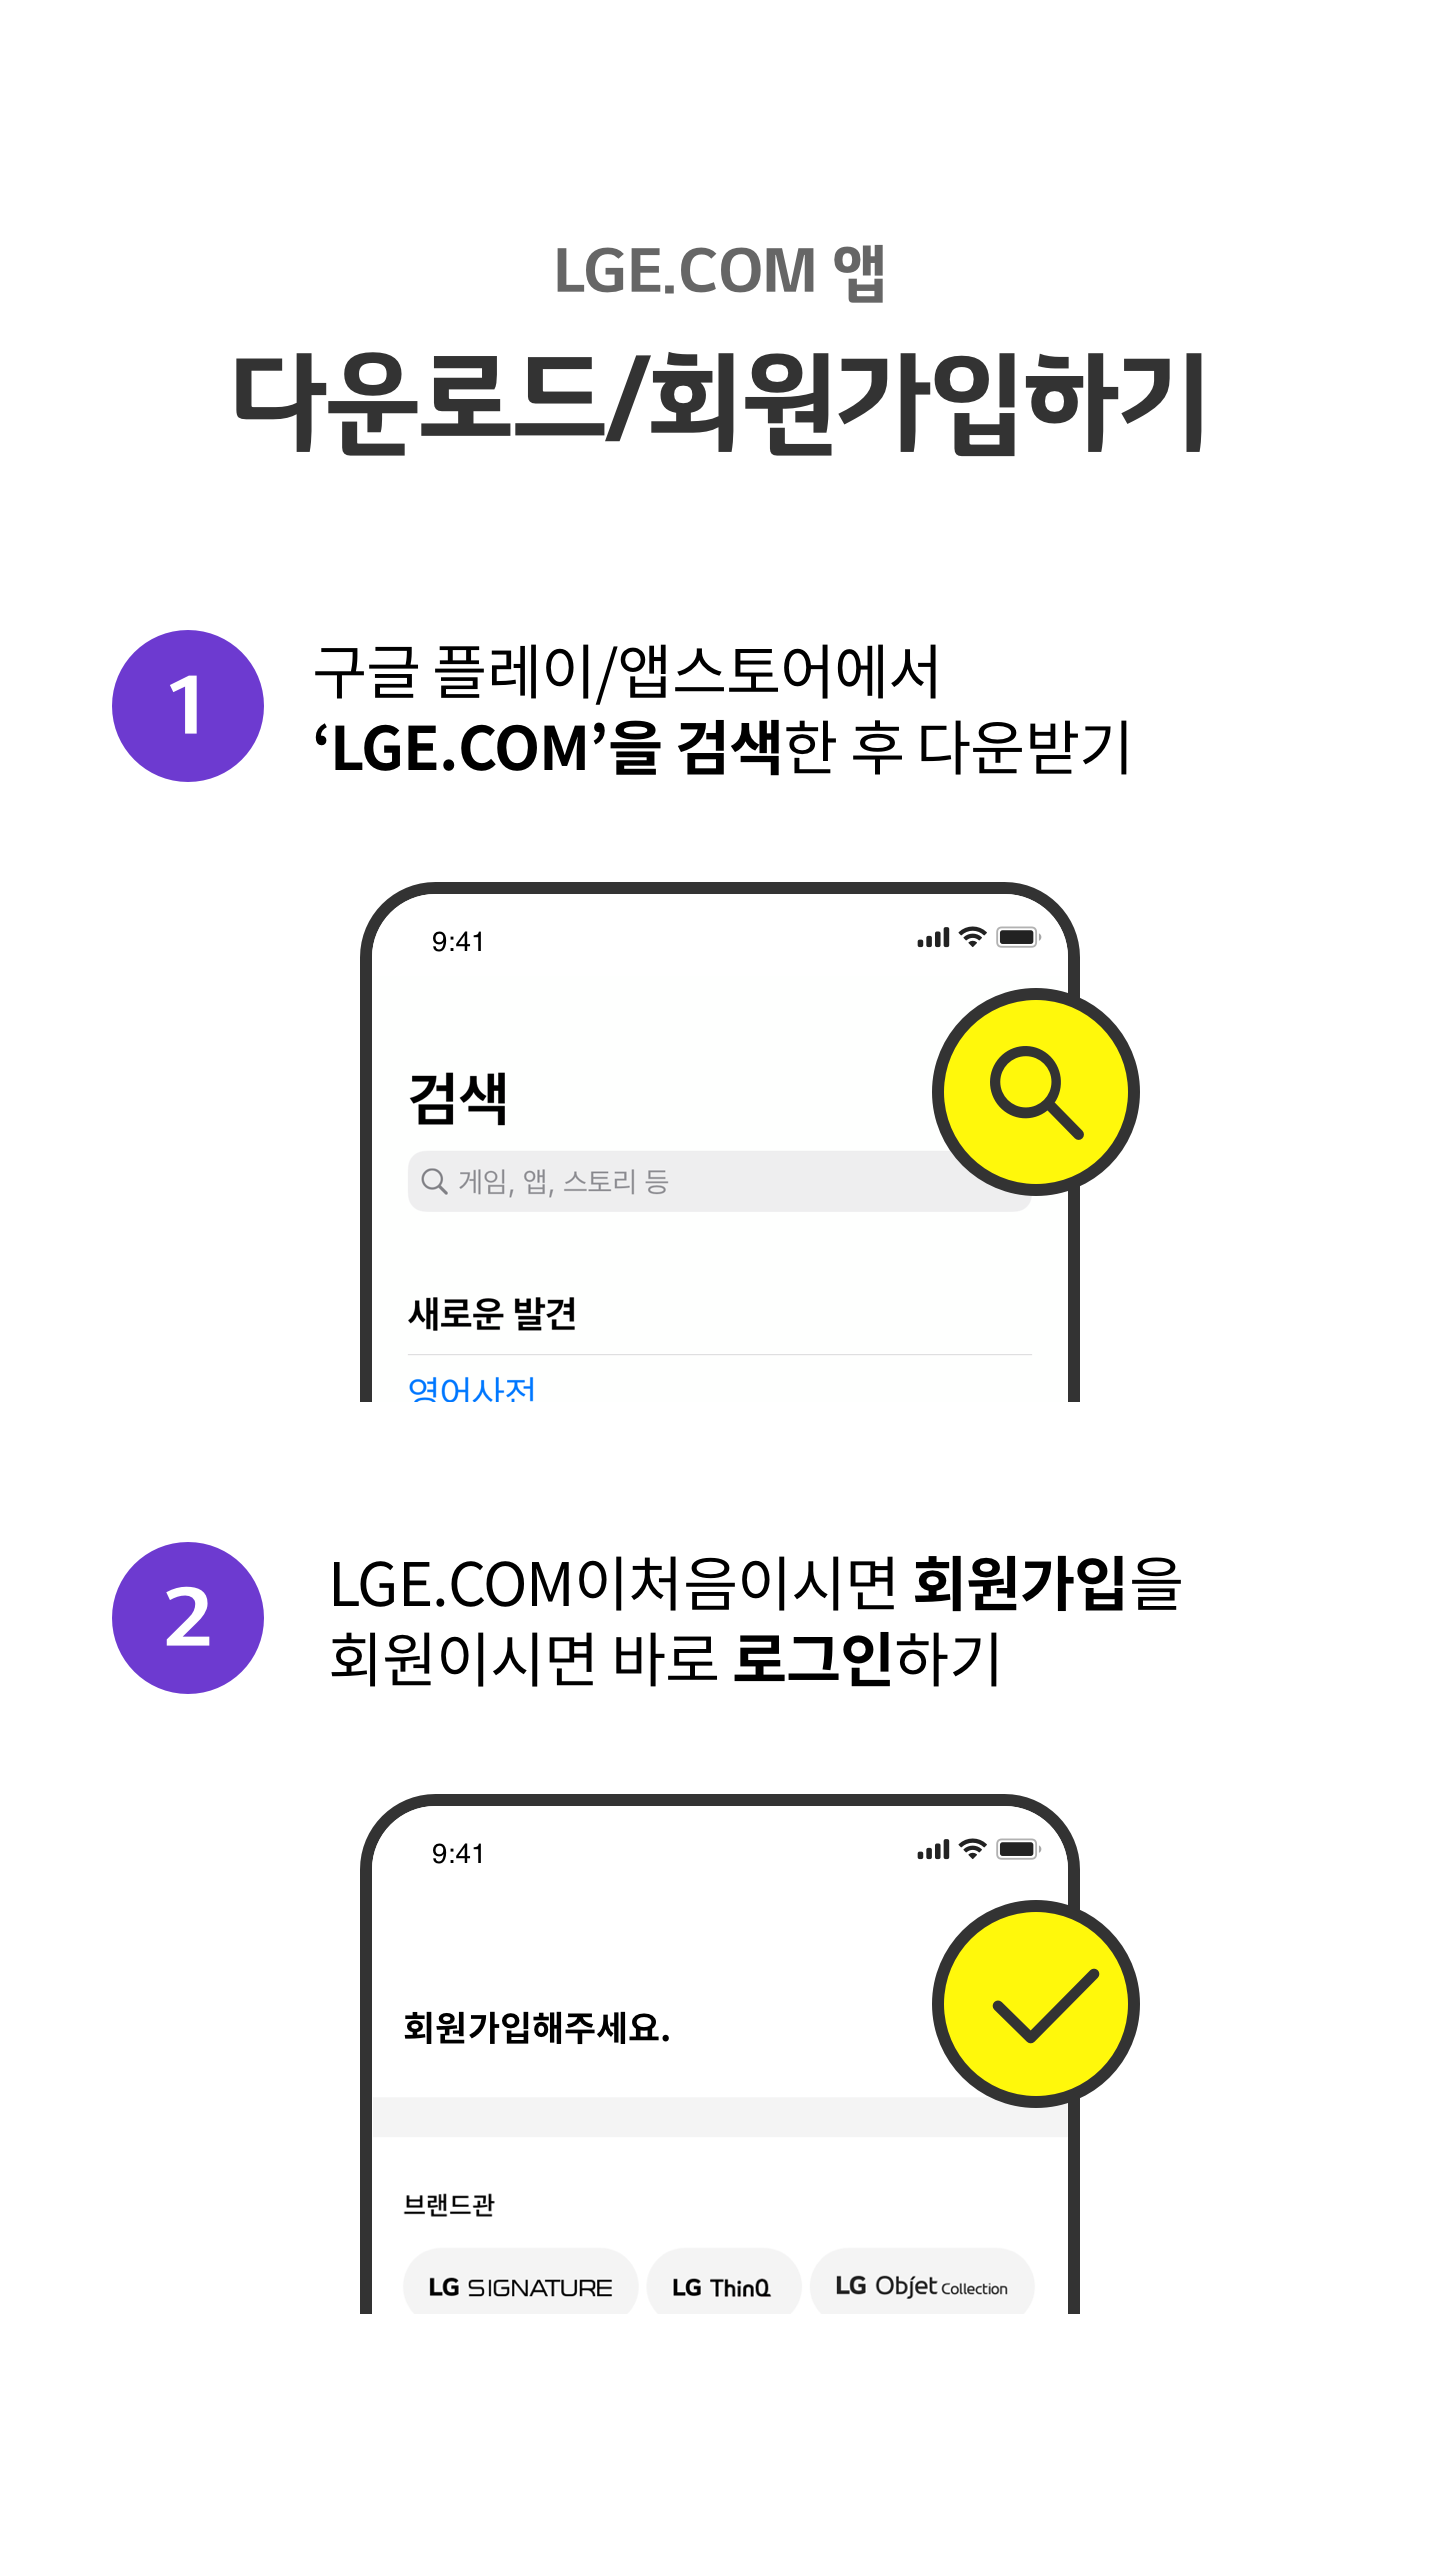 LGE.COM 앱
다운로드/회원가입하기
1
구글 플레이/앱스토어에서
‘LGE.COM’을 검색한 후 다운받기
9:41
검색
게임, 앱, 스토리 등
새로운 발견
영어사전
2
LGE.COM이처음이시면 회원가입을
회원이시면 바로 로그인하기
9:41
회원가입해주세요.
브랜드관
LG SIGNATURE
LG ThinQ
LG Objet Collection